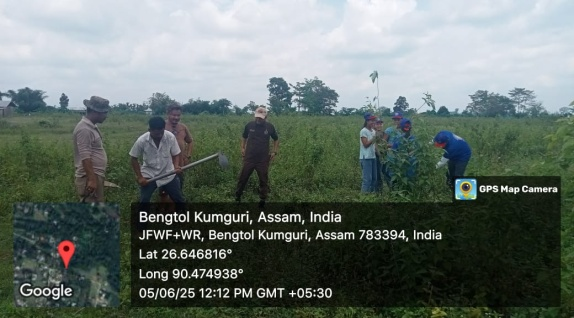 GPS Map Camera
Bengtol Kumguri, Assam, India
JFWF+WR, Bengtol Kumguri, Assam 783394, India
Lat 26.646816°
Long 90.474938°
05/06/25 12:12 PM GMT +05:30
Google